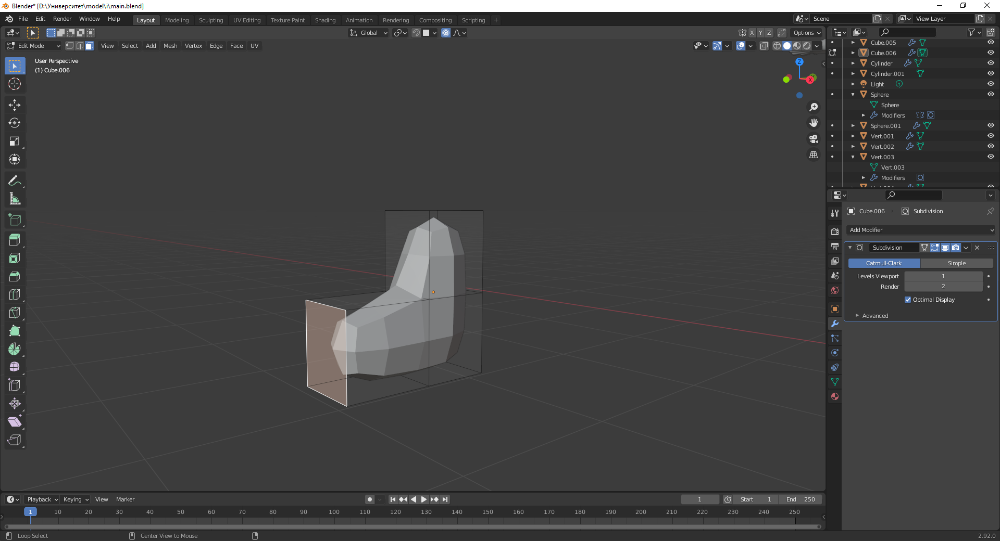 Blender* [D:\Университет\model\i\main.blend]
File Edit Render Window Help
Layout Modeling Sculpting UV Editing Texture Paint Shading Animation Rendering Compositing Scripting +
Scene
View Layer
Global
X Y Z
Options
Edit Mode
View Select Add Mesh Vertex Edge Face UV
User Perspective
(1) Cube.006
Z
Y
X
Cube.005
Cube.006
Cylinder
Cylinder.001
Light
Sphere
Sphere
Modifiers
Sphere.001
Vert.001
Vert.002
Vert.003
Vert.003
Modifiers
Cube.006
Subdivision
Add Modifier
Subdivision
Catmull-Clark Simple
Levels Viewport 1
Render 2
Optimal Display
Advanced
Playback Keying View Marker
1
Start 1
End 250
1 10 20 30 40 50 60 70 80 90 100 110 120 130 140 150 160 170 180 190 200 210 220 230 240 250
Loop Select
Center View to Mouse
2.92.0